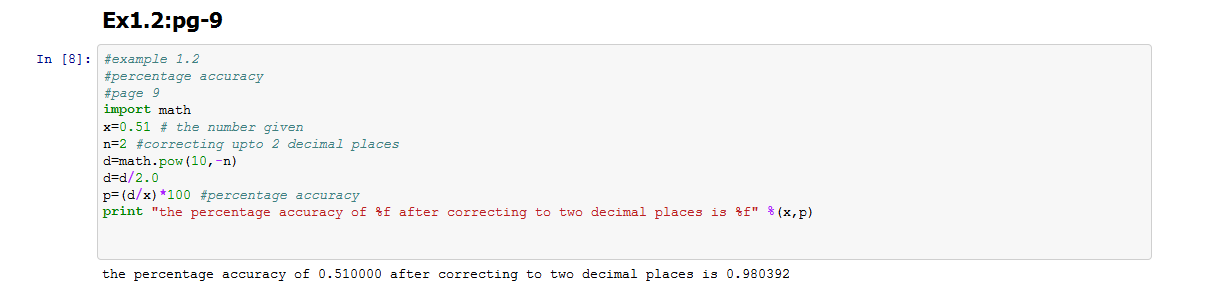 Ex1.2:pg-9
In [8]: #example 1.2
#percentage accuracy
#page 9
import math
x=0.51 # the number given
n=2 #correcting upto 2 decimal places
d=math.pow(10,-n)
d=d/2.0
p=(d/x)*100 #percentage accuracy
print "the percentage accuracy of %f after correcting to two decimal places is %f" %(x,p)
the percentage accuracy of 0.510000 after correcting to two decimal places is 0.980392